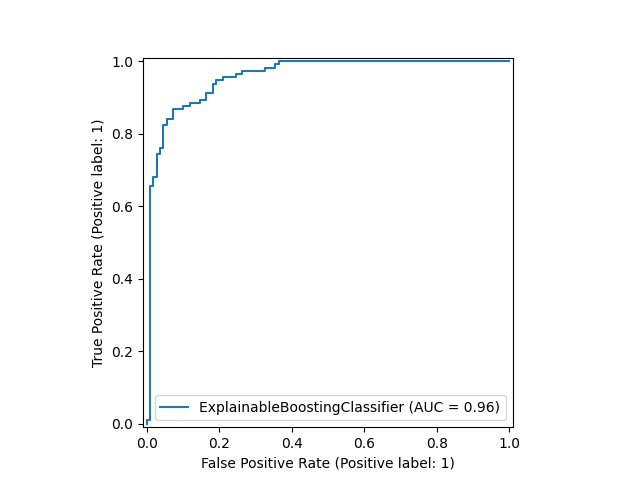 1.0
0.8
0.6
0.4
0.2
0.0
True Positive Rate (Positive label: 1)
ExplainableBoostingClassifier (AUC = 0.96)
0.0 0.2 0.4 0.6 0.8 1.0
False Positive Rate (Positive label: 1)